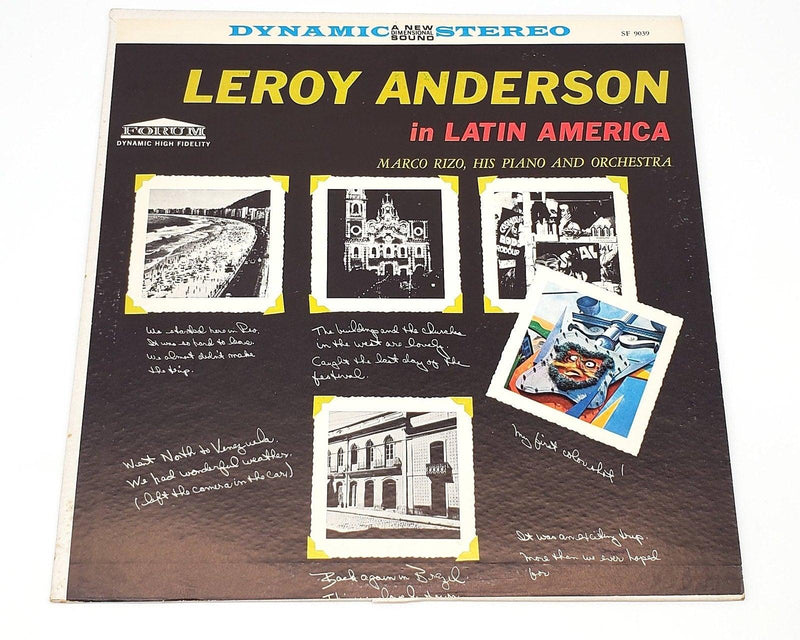 DYNAMIC A NEW DIMENSIONAL SOUND STEREO
SF 9039
LEROY ANDERSON
in LATIN AMERICA
FORUM
DYNAMIC HIGH FIDELITY
MARCO RIZO, HIS PIANO AND ORCHESTRA
We started here in Rio.
It was so hard to leave.
We almost didn't make
the trip.
The building and the churches
in the west are lovely.
Caught the last day of the
festival.
My first color shot!
Went North to Venezuela.
We had wonderful weather.
(left the camera in the car)
It was an exciting trip.
More than we ever hoped
for
Back again in Brazil.